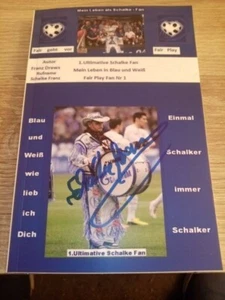 Mein Leben als Schalke - Fan
Fair geht vor
Fair Play
Autor: 1.Ultimative Schalke Fan
Franz Mein Leben in Blau und Weiß
Rufname
Schalke Franz Fair Play Fan Nr 1
Blau
und
Weiß
wie
lieb
ich
Dich
Einmal
Schalker
immer
Schalker
1.Ultimative Schalke Fan